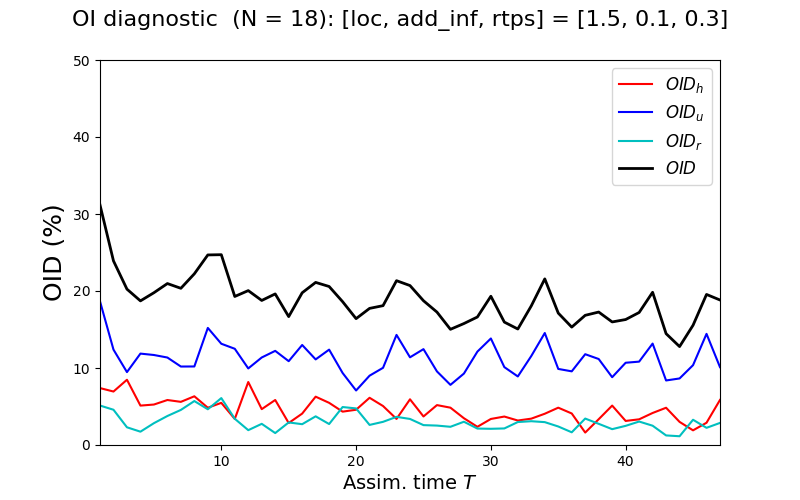 OI diagnostic  (N = 18): [loc, add_inf, rtps] = [1.5, 0.1, 0.3]
50
40
30
20
10
0
OID (%)
OID_h
OID_u
OID_r
OID
10
20
30
40
Assim. time T